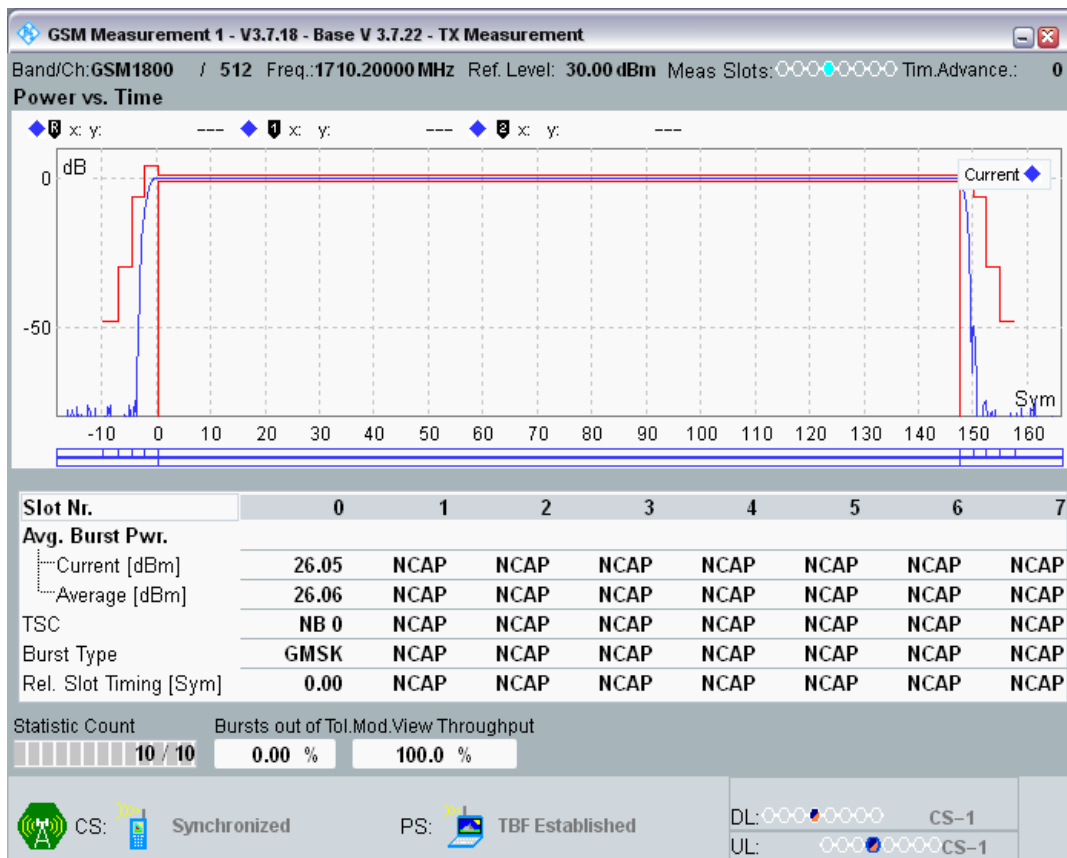 GSM Measurement 1 - V3.7.18 - Base V 3.7.22 - TX Measurement
Band/Ch:GSM1800 / 512 Freq.:1710.20000 MHz Ref. Level: 30.00 dBm Meas Slots: Tim.Advance.: 0
Power vs. Time
R x: y: --- 1 x: y: --- 2 x: y: ---
dB
Current
0
-50
Sym
-10 0 10 20 30 40 50 60 70 80 90 100 110 120 130 140 150 160
Slot Nr. 0 1 2 3 4 5 6 7
Avg. Burst Pwr.
Current [dBm] 26.05 NCAP NCAP NCAP NCAP NCAP NCAP NCAP
Average [dBm] 26.06 NCAP NCAP NCAP NCAP NCAP NCAP NCAP
TSC NB 0 NCAP NCAP NCAP NCAP NCAP NCAP NCAP
Burst Type GMSK NCAP NCAP NCAP NCAP NCAP NCAP NCAP
Rel. Slot Timing [Sym] 0.00 NCAP NCAP NCAP NCAP NCAP NCAP NCAP
Statistic Count Bursts out of Tol.Mod.View Throughput
10 / 10 0.00 % 100.0 %
CS: Synchronized PS: TBF Established
DL: CS-1
UL: CS-1